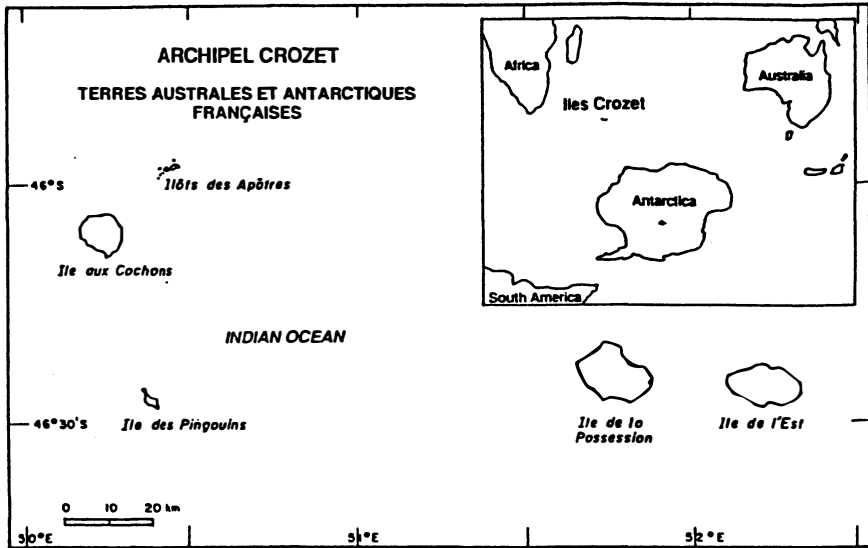 ARCHIPEL CROZET
TERRES AUSTRALES ET ANTARCTIQUES
FRANÇAISES
Africa
Australia
Iles Crozet
Antarctica
South America
46°S
Ilôts des Apôtres
Ile aux Cochons
INDIAN OCEAN
46°30'S
Ile des Pingouins
Ile de la
Possession
Ile de l'Est
0 10 20 km
50°E
51°E
52°E